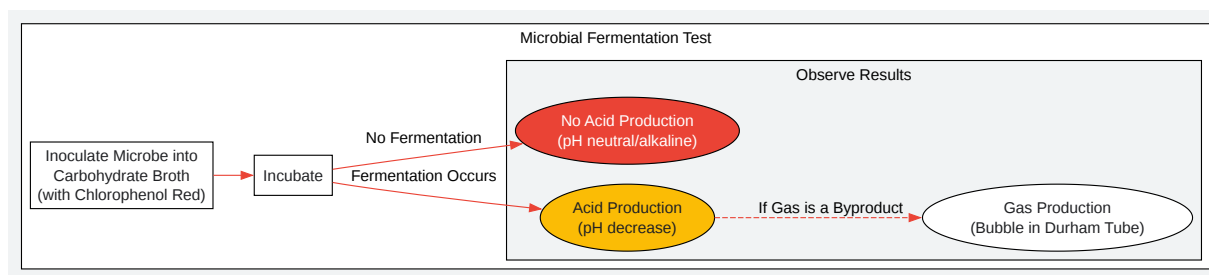 Microbial Fermentation Test
Observe Results
Inoculate Microbe into
Carbohydrate Broth
(with Chlorophenol Red)
Incubate
No Fermentation
Fermentation Occurs
No Acid Production
(pH neutral/alkaline)
Acid Production
(pH decrease)
If Gas is a Byproduct
Gas Production
(Bubble in Durham Tube)